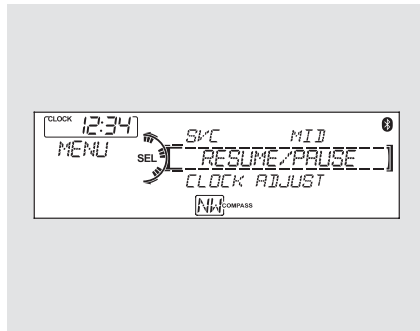 CLOCK 12:34
MENU
SEL
SVC MID
RESUME/PAUSE
CLOCK ADJUST
NW COMPASS